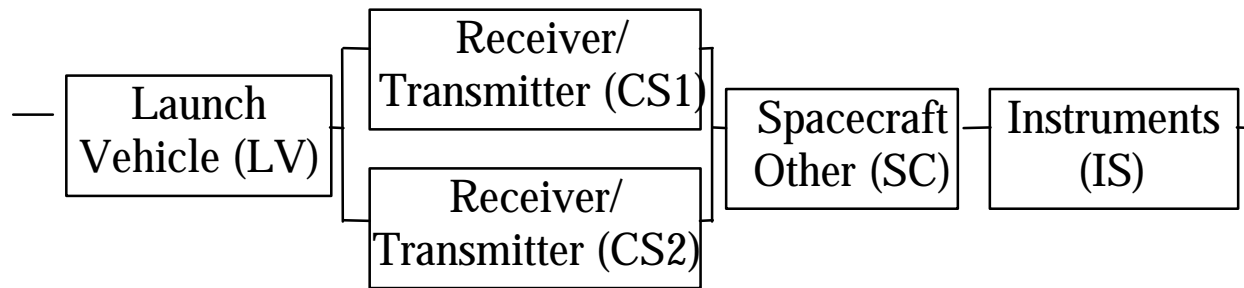 Launch
Vehicle (LV)
Receiver/
Transmitter (CS1)
Receiver/
Transmitter (CS2)
Spacecraft
Other (SC)
Instruments
(IS)